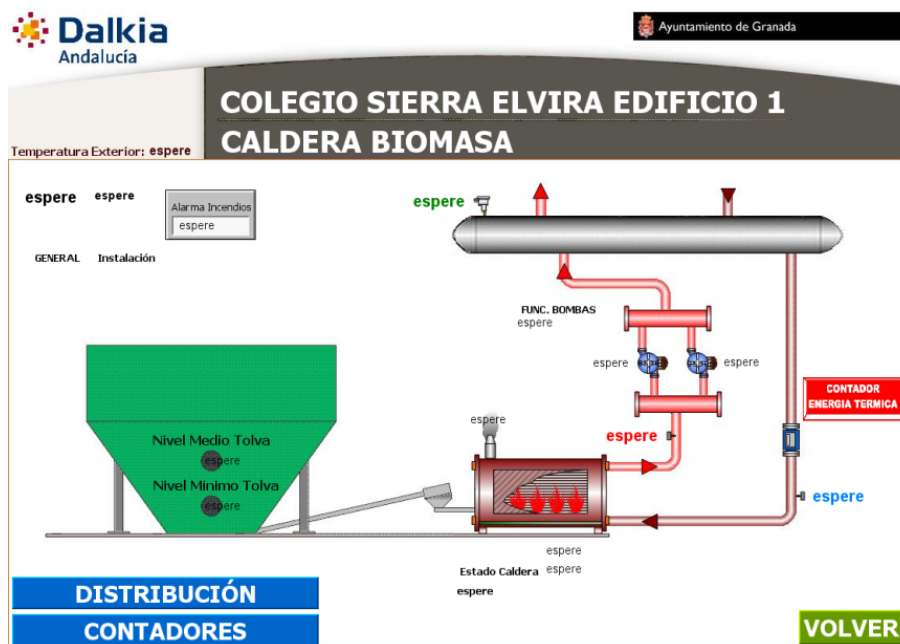 Dalkia
Andalucía
Ayuntamiento de Granada
COLEGIO SIERRA ELVIRA EDIFICIO 1
CALDERA BIOMASA
Temperatura Exterior: espere
espere espere
Alarma Incendios
espere
espere
GENERAL Instalación
FUNC. BOMBAS
espere
espere espere
CONTADOR
ENERGIA TERMICA
espere
espere
Nivel Medio Tolva
espere
Nivel Minimo Tolva
espere
espere
espere
Estado Caldera espere
espere
DISTRIBUCIÓN
CONTADORES
VOLVER